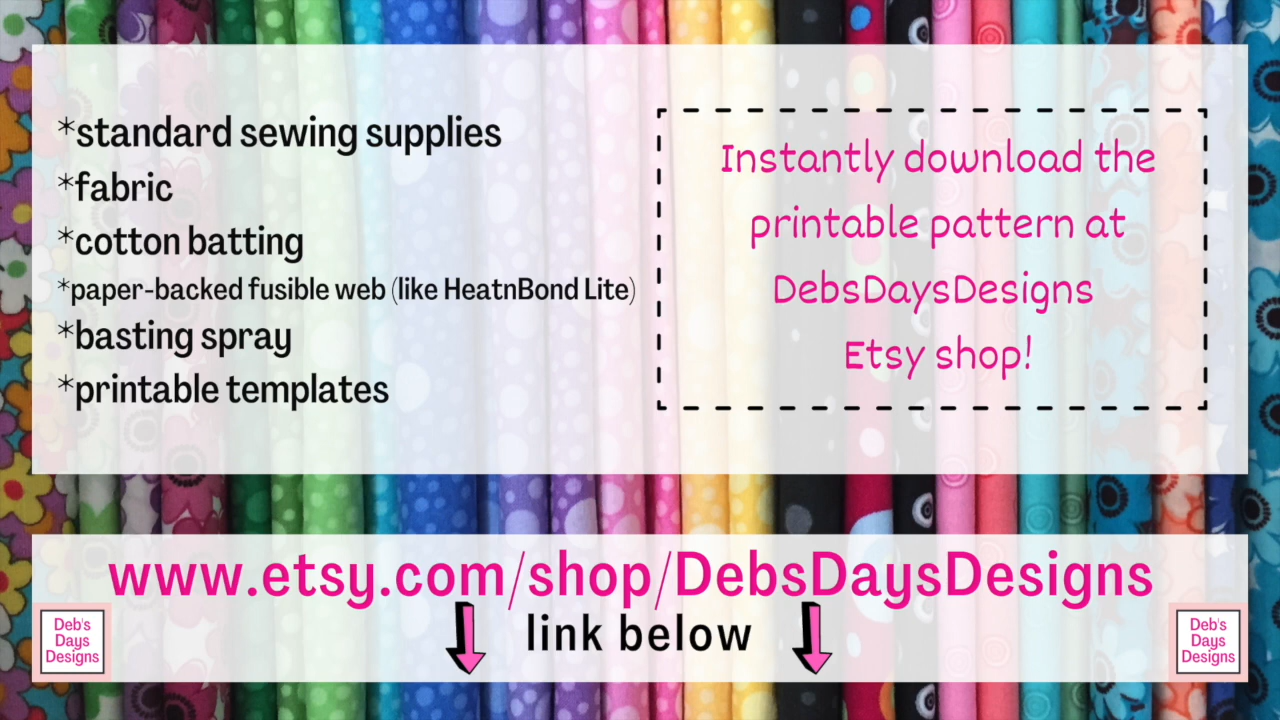 *standard sewing supplies
*fabric
*cotton batting
*paper-backed fusible web (like HeatnBond Lite)
*basting spray
*printable templates
Instantly download the
printable pattern at
DebsDaysDesigns
Etsy shop!
www.etsy.com/shop/DebsDaysDesigns
link below
Deb's
Days
Designs
Deb's
Days
Designs